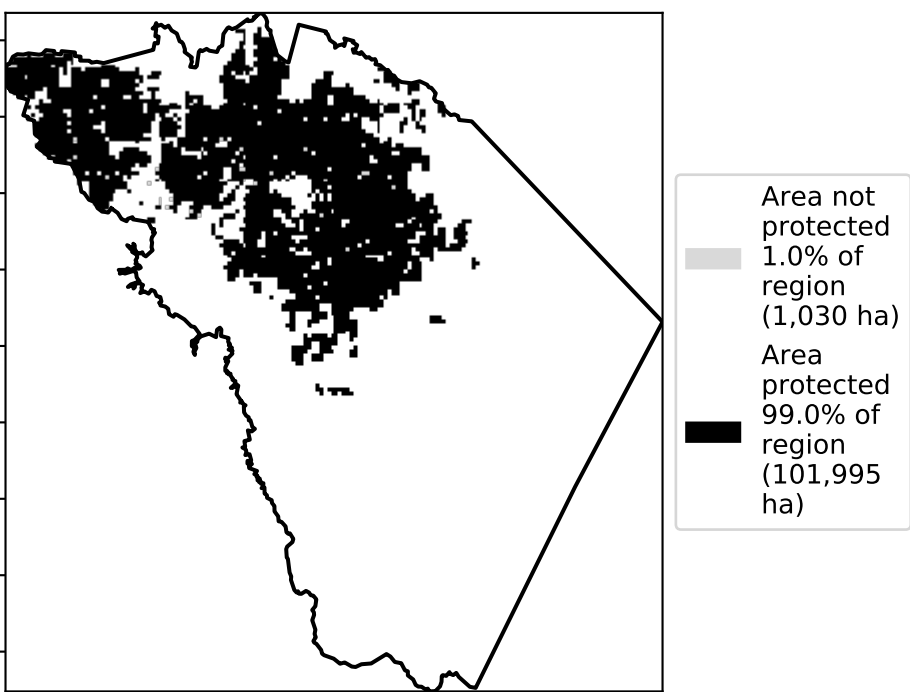 Area not
protected
1.0% of
region
(1,030 ha)
Area
protected
99.0% of
region
(101,995
ha)